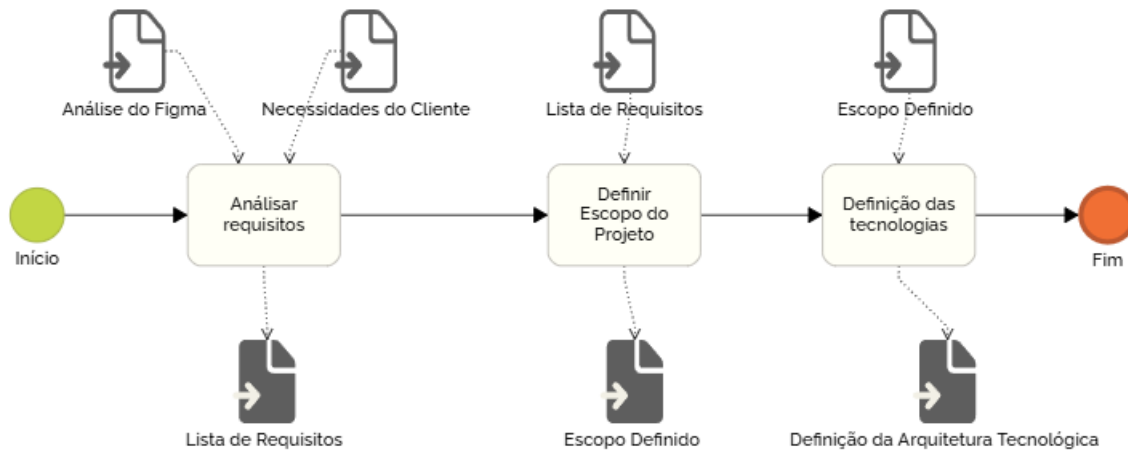 Análise do Figma
Necessidades do Cliente
Lista de Requisitos
Escopo Definido
Início
Análisar
requisitos
Definir
Escopo do
Projeto
Definição das
tecnologias
Fim
Lista de Requisitos
Escopo Definido
Definição da Arquitetura Tecnológica